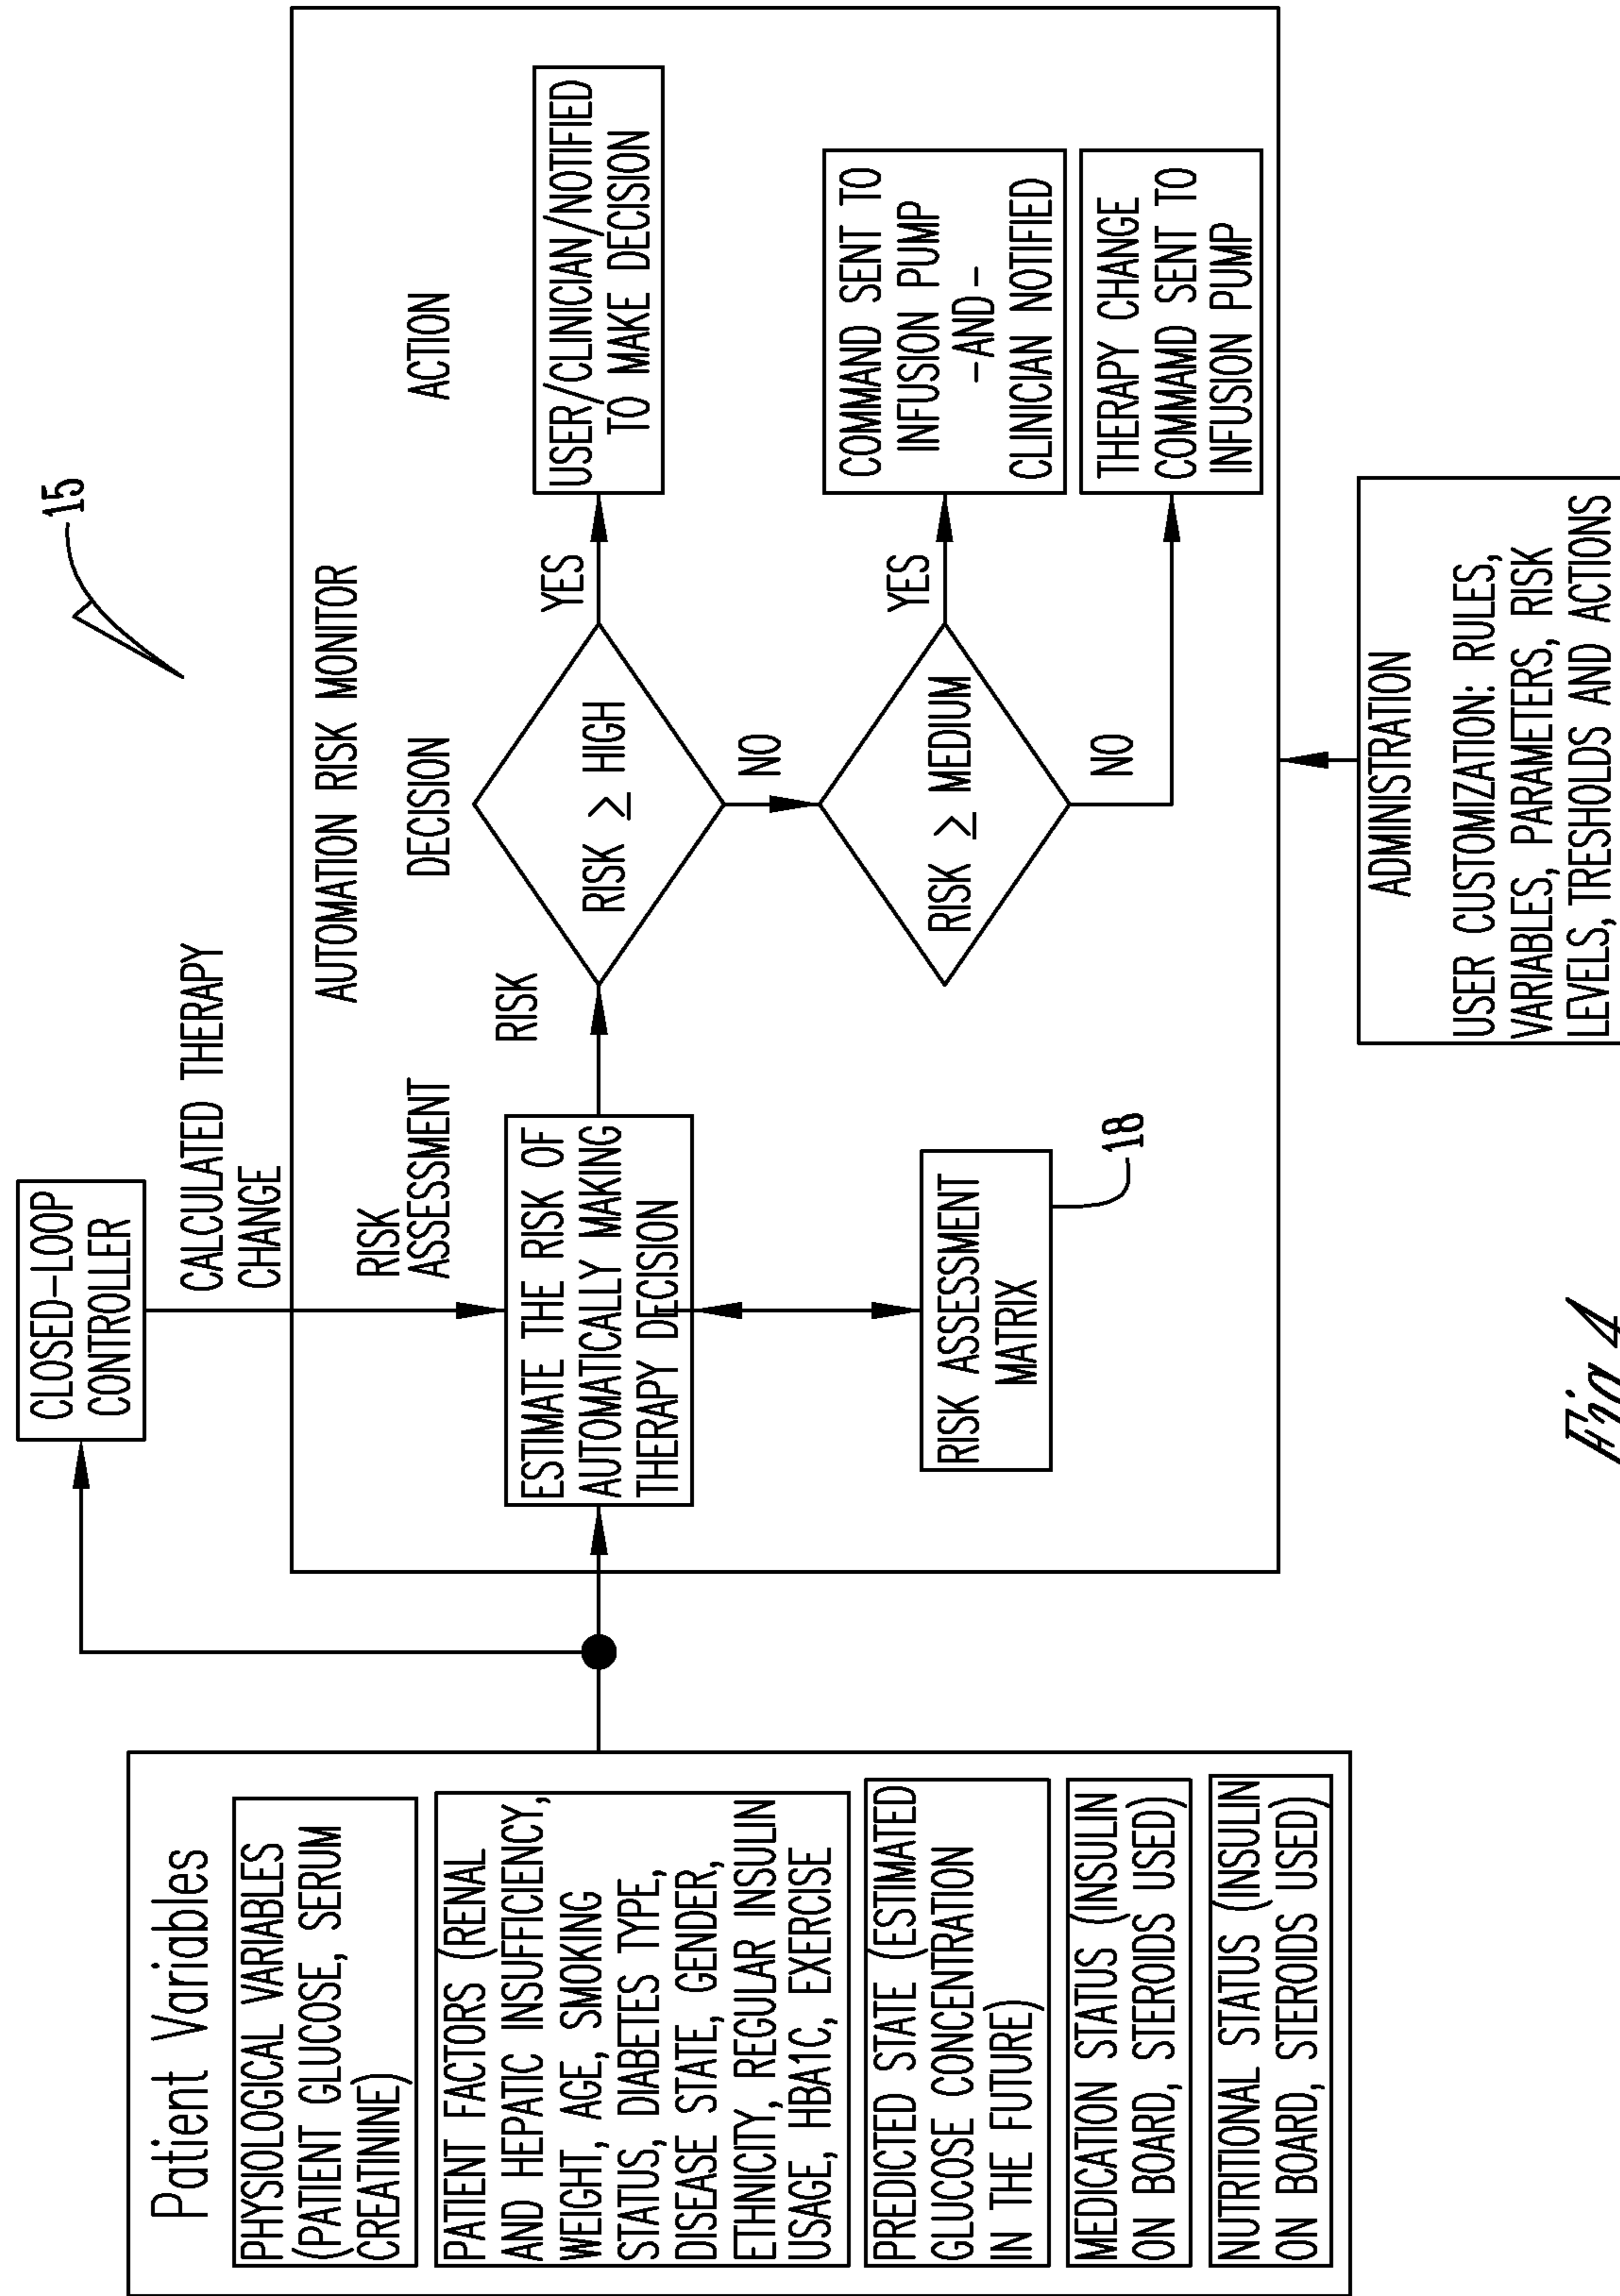 Patient Variables
PHYSIOLOGICAL VARIABLES
(PATIENT GLUCOSE, SERUM
CREATININE)
PATIENT FACTORS (RENAL
AND HEPATIC INSUFFICIENCY,
WEIGHT, AGE, SMOKING
STATUS, DIABETES TYPE,
DISEASE STATE, GENDER,
ETHNICITY, REGULAR INSULIN
USAGE, HBA1C, EXERCISE
PREDICTED STATE (ESTIMATED
GLUCOSE CONCENTRATION
IN THE FUTURE)
MEDICATION STATUS (INSULIN
ON BOARD, STEROIDS USED)
NUTRITIONAL STATUS (INSULIN
ON BOARD, STEROIDS USED)
CLOSED-LOOP
CONTROLLER
CALCULATED THERAPY
CHANGE
15
AUTOMATION RISK MONITOR
RISK
ASSESSMENT
DECISION
ACTION
ESTIMATE THE RISK OF
AUTOMATICALLY MAKING
THERAPY DECISION
RISK
RISK ≥ HIGH
YES
USER/CLINICIAN/NOTIFIED
TO MAKE DECISION
NO
RISK ASSESSMENT
MATRIX
18
RISK ≥ MEDIUM
YES
COMMAND SENT TO
INFUSION PUMP
-AND-
CLINICIAN NOTIFIED
NO
THERAPY CHANGE
COMMAMD SENT TO
INFUSION PUMP
ADMINISTRATION
USER CUSTOMIZATION: RULES,
VARIABLES, PARAMETERS, RISK
LEVELS, TRESHOLDS AND ACTIONS
Fig 4